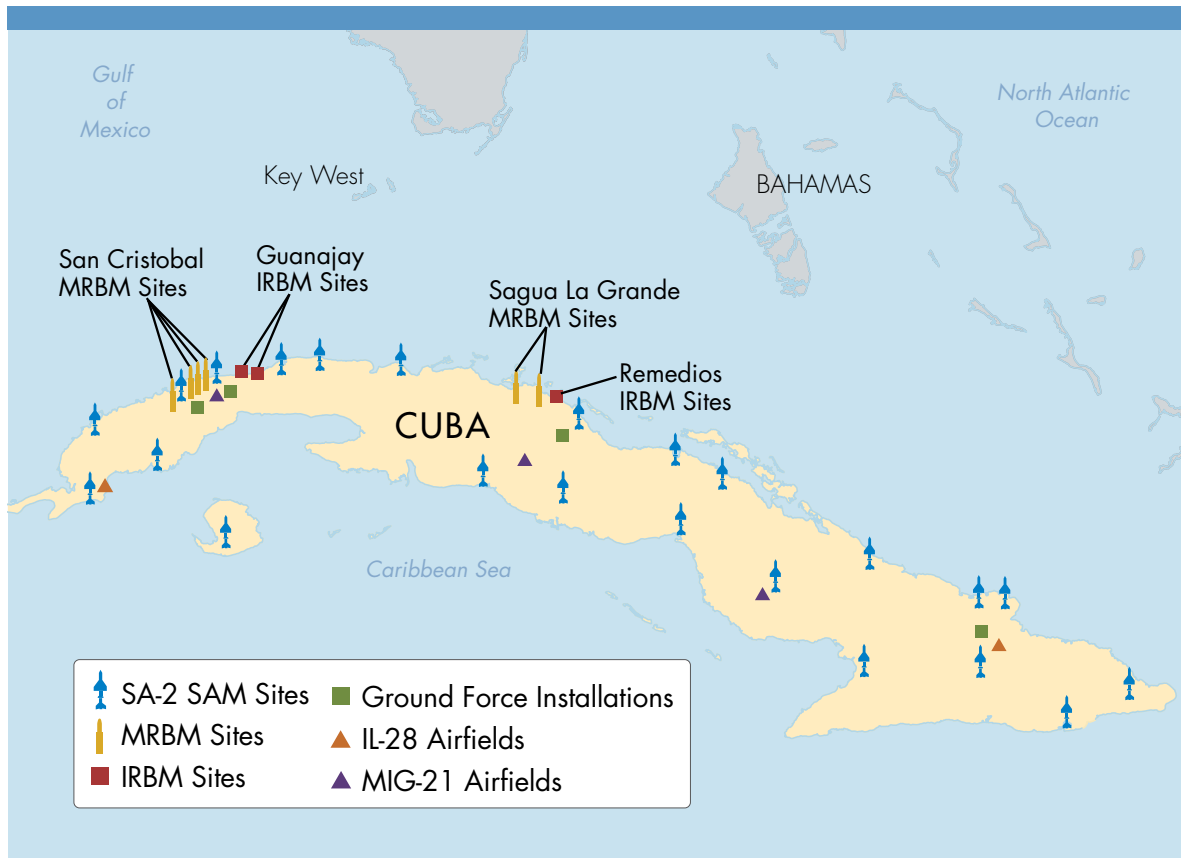 Gulf
of
Mexico
North Atlantic
Ocean
Key West
BAHAMAS
San Cristobal
MRBM Sites
Guanajay
IRBM Sites
Sagua La Grande
MRBM Sites
Remedios
IRBM Sites
CUBA
Caribbean Sea
SA-2 SAM Sites
MRBM Sites
IRBM Sites
Ground Force Installations
IL-28 Airfields
MIG-21 Airfields